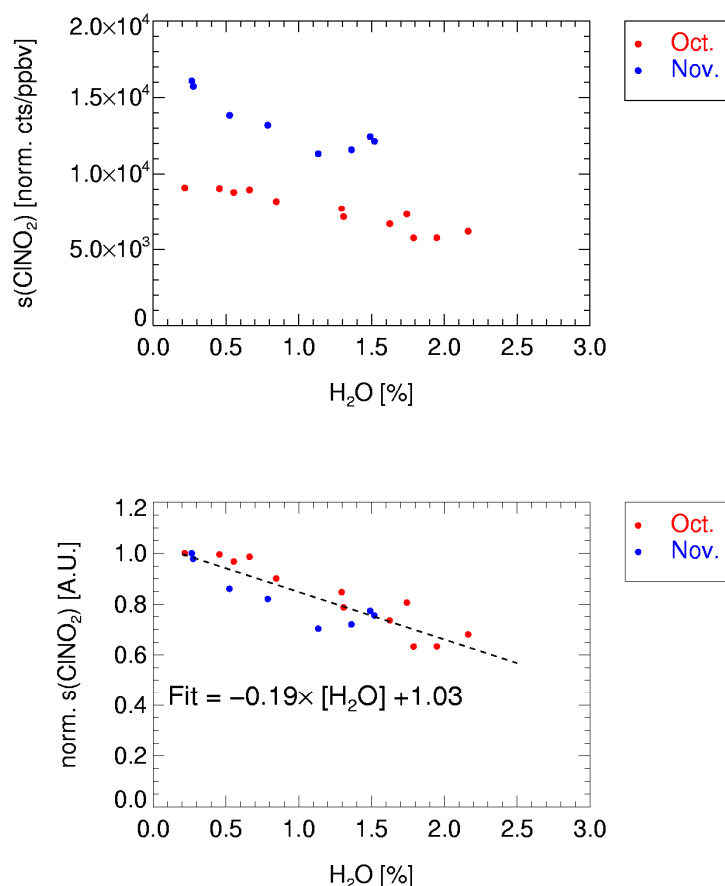 s(ClNO₂) [norm. cts/ppbv]
2.0×10⁴
1.5×10⁴
1.0×10⁴
5.0×10³
0
0.0 0.5 1.0 1.5 2.0 2.5 3.0
H₂O [%]
Oct.
Nov.
norm. s(ClNO₂) [A.U.]
1.2
1.0
0.8
0.6
0.4
0.2
0.0
Fit = −0.19× [H₂O] +1.03
0.0 0.5 1.0 1.5 2.0 2.5 3.0
H₂O [%]
Oct.
Nov.